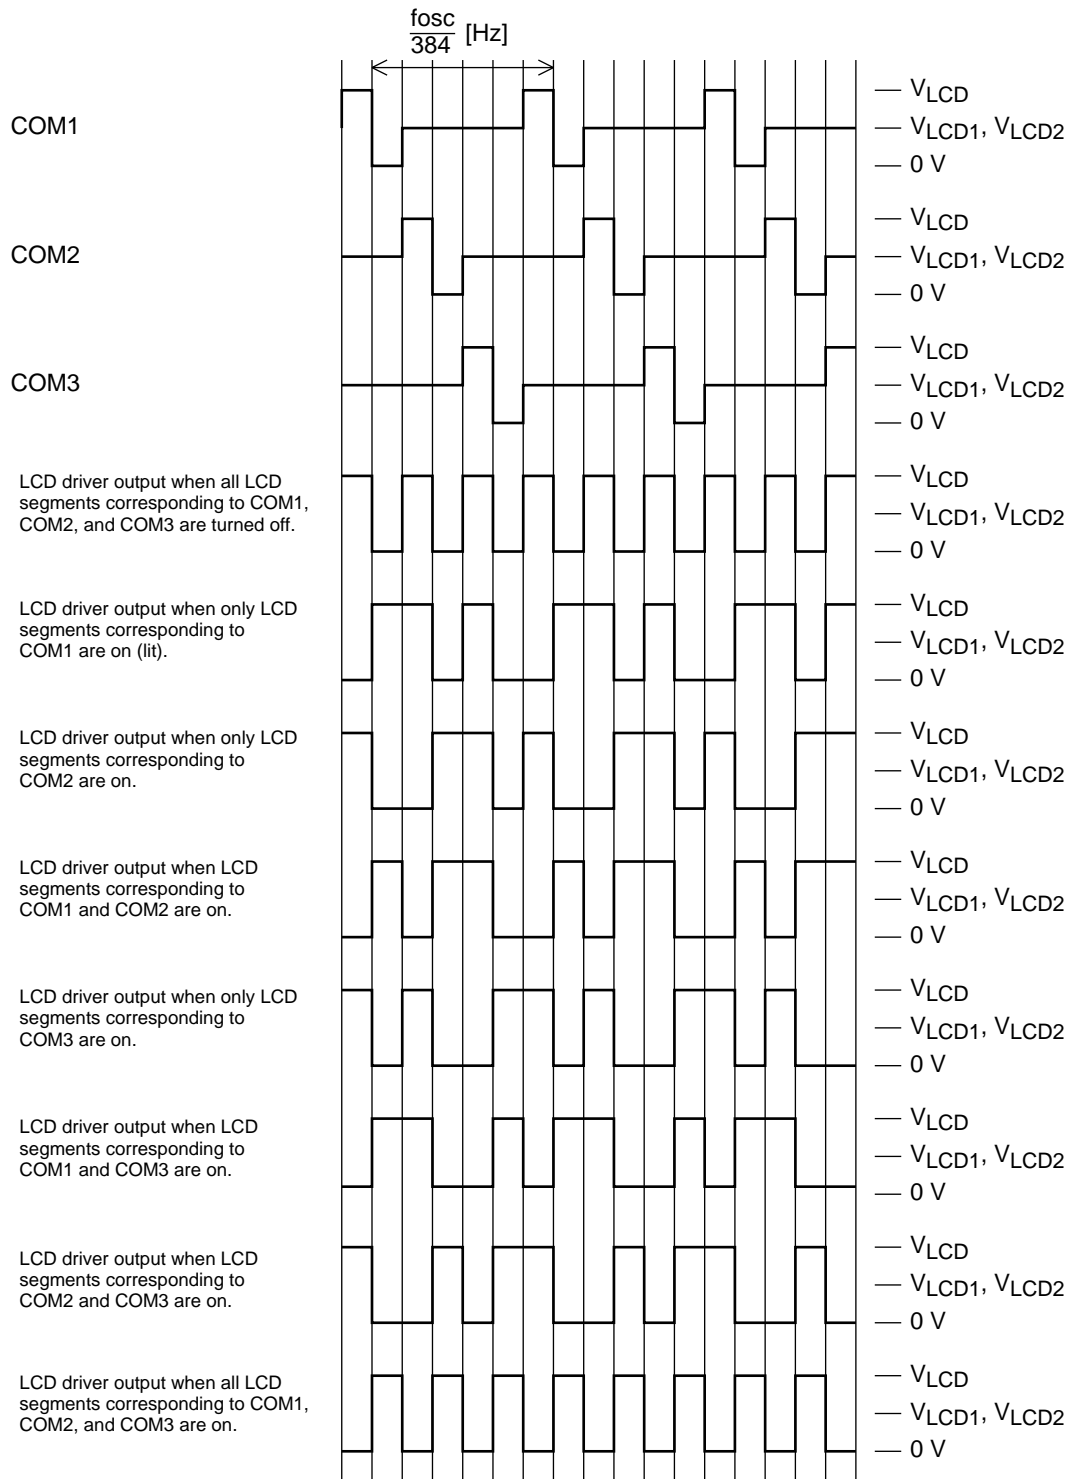 fosc
384 [Hz]
COM1
VLCD
VLCD1, VLCD2
0 V
COM2
VLCD
VLCD1, VLCD2
0 V
COM3
VLCD
VLCD1, VLCD2
0 V
LCD driver output when all LCD
segments corresponding to COM1,
COM2, and COM3 are turned off.
VLCD
VLCD1, VLCD2
0 V
LCD driver output when only LCD
segments corresponding to
COM1 are on (lit).
VLCD
VLCD1, VLCD2
0 V
LCD driver output when only LCD
segments corresponding to
COM2 are on.
VLCD
VLCD1, VLCD2
0 V
LCD driver output when LCD
segments corresponding to
COM1 and COM2 are on.
VLCD
VLCD1, VLCD2
0 V
LCD driver output when only LCD
segments corresponding to
COM3 are on.
VLCD
VLCD1, VLCD2
0 V
LCD driver output when LCD
segments corresponding to
COM1 and COM3 are on.
VLCD
VLCD1, VLCD2
0 V
LCD driver output when LCD
segments corresponding to
COM2 and COM3 are on.
VLCD
VLCD1, VLCD2
0 V
LCD driver output when all LCD
segments corresponding to COM1,
COM2, and COM3 are on.
VLCD
VLCD1, VLCD2
0 V